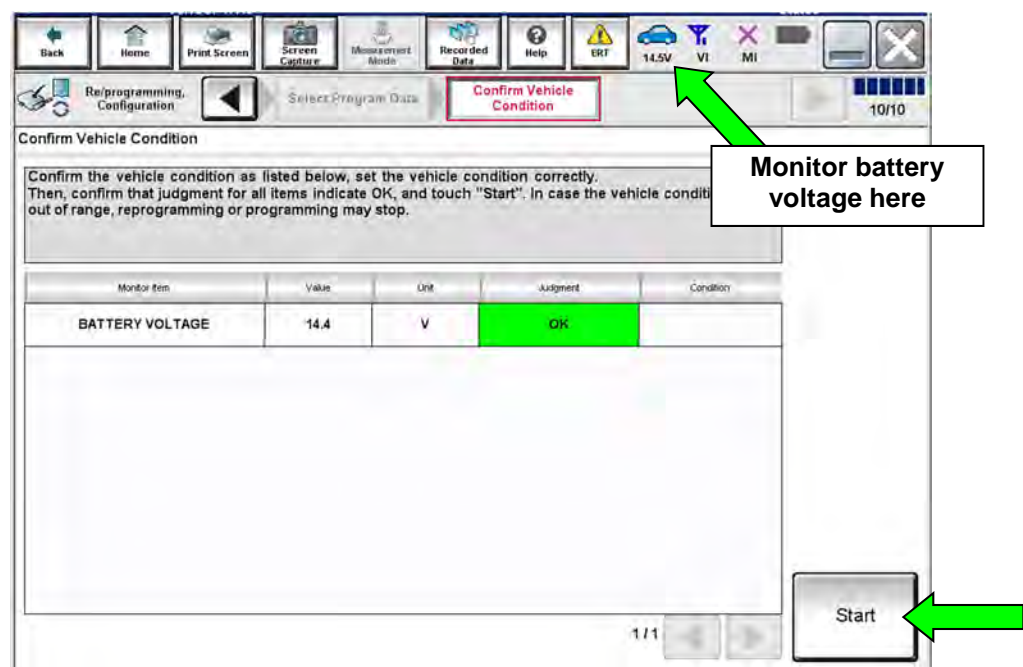 Back
Home
Print Screen
Screen
Capture
Measurement
Mode
Recorded
Data
Help
ERT
14.5V
VI
MI
Re/programming,
Configuration
Select Program Data
Confirm Vehicle
Condition
10/10
Confirm Vehicle Condition
Monitor battery
voltage here
Confirm the vehicle condition as listed below, set the vehicle condition correctly.
Then, confirm that judgment for all items indicate OK, and touch "Start". In case the vehicle conditi
out of range, reprogramming or programming may stop.
Monitor item
Value
Unit
Judgment
Condition
BATTERY VOLTAGE
14.4
V
OK
1/1
Start